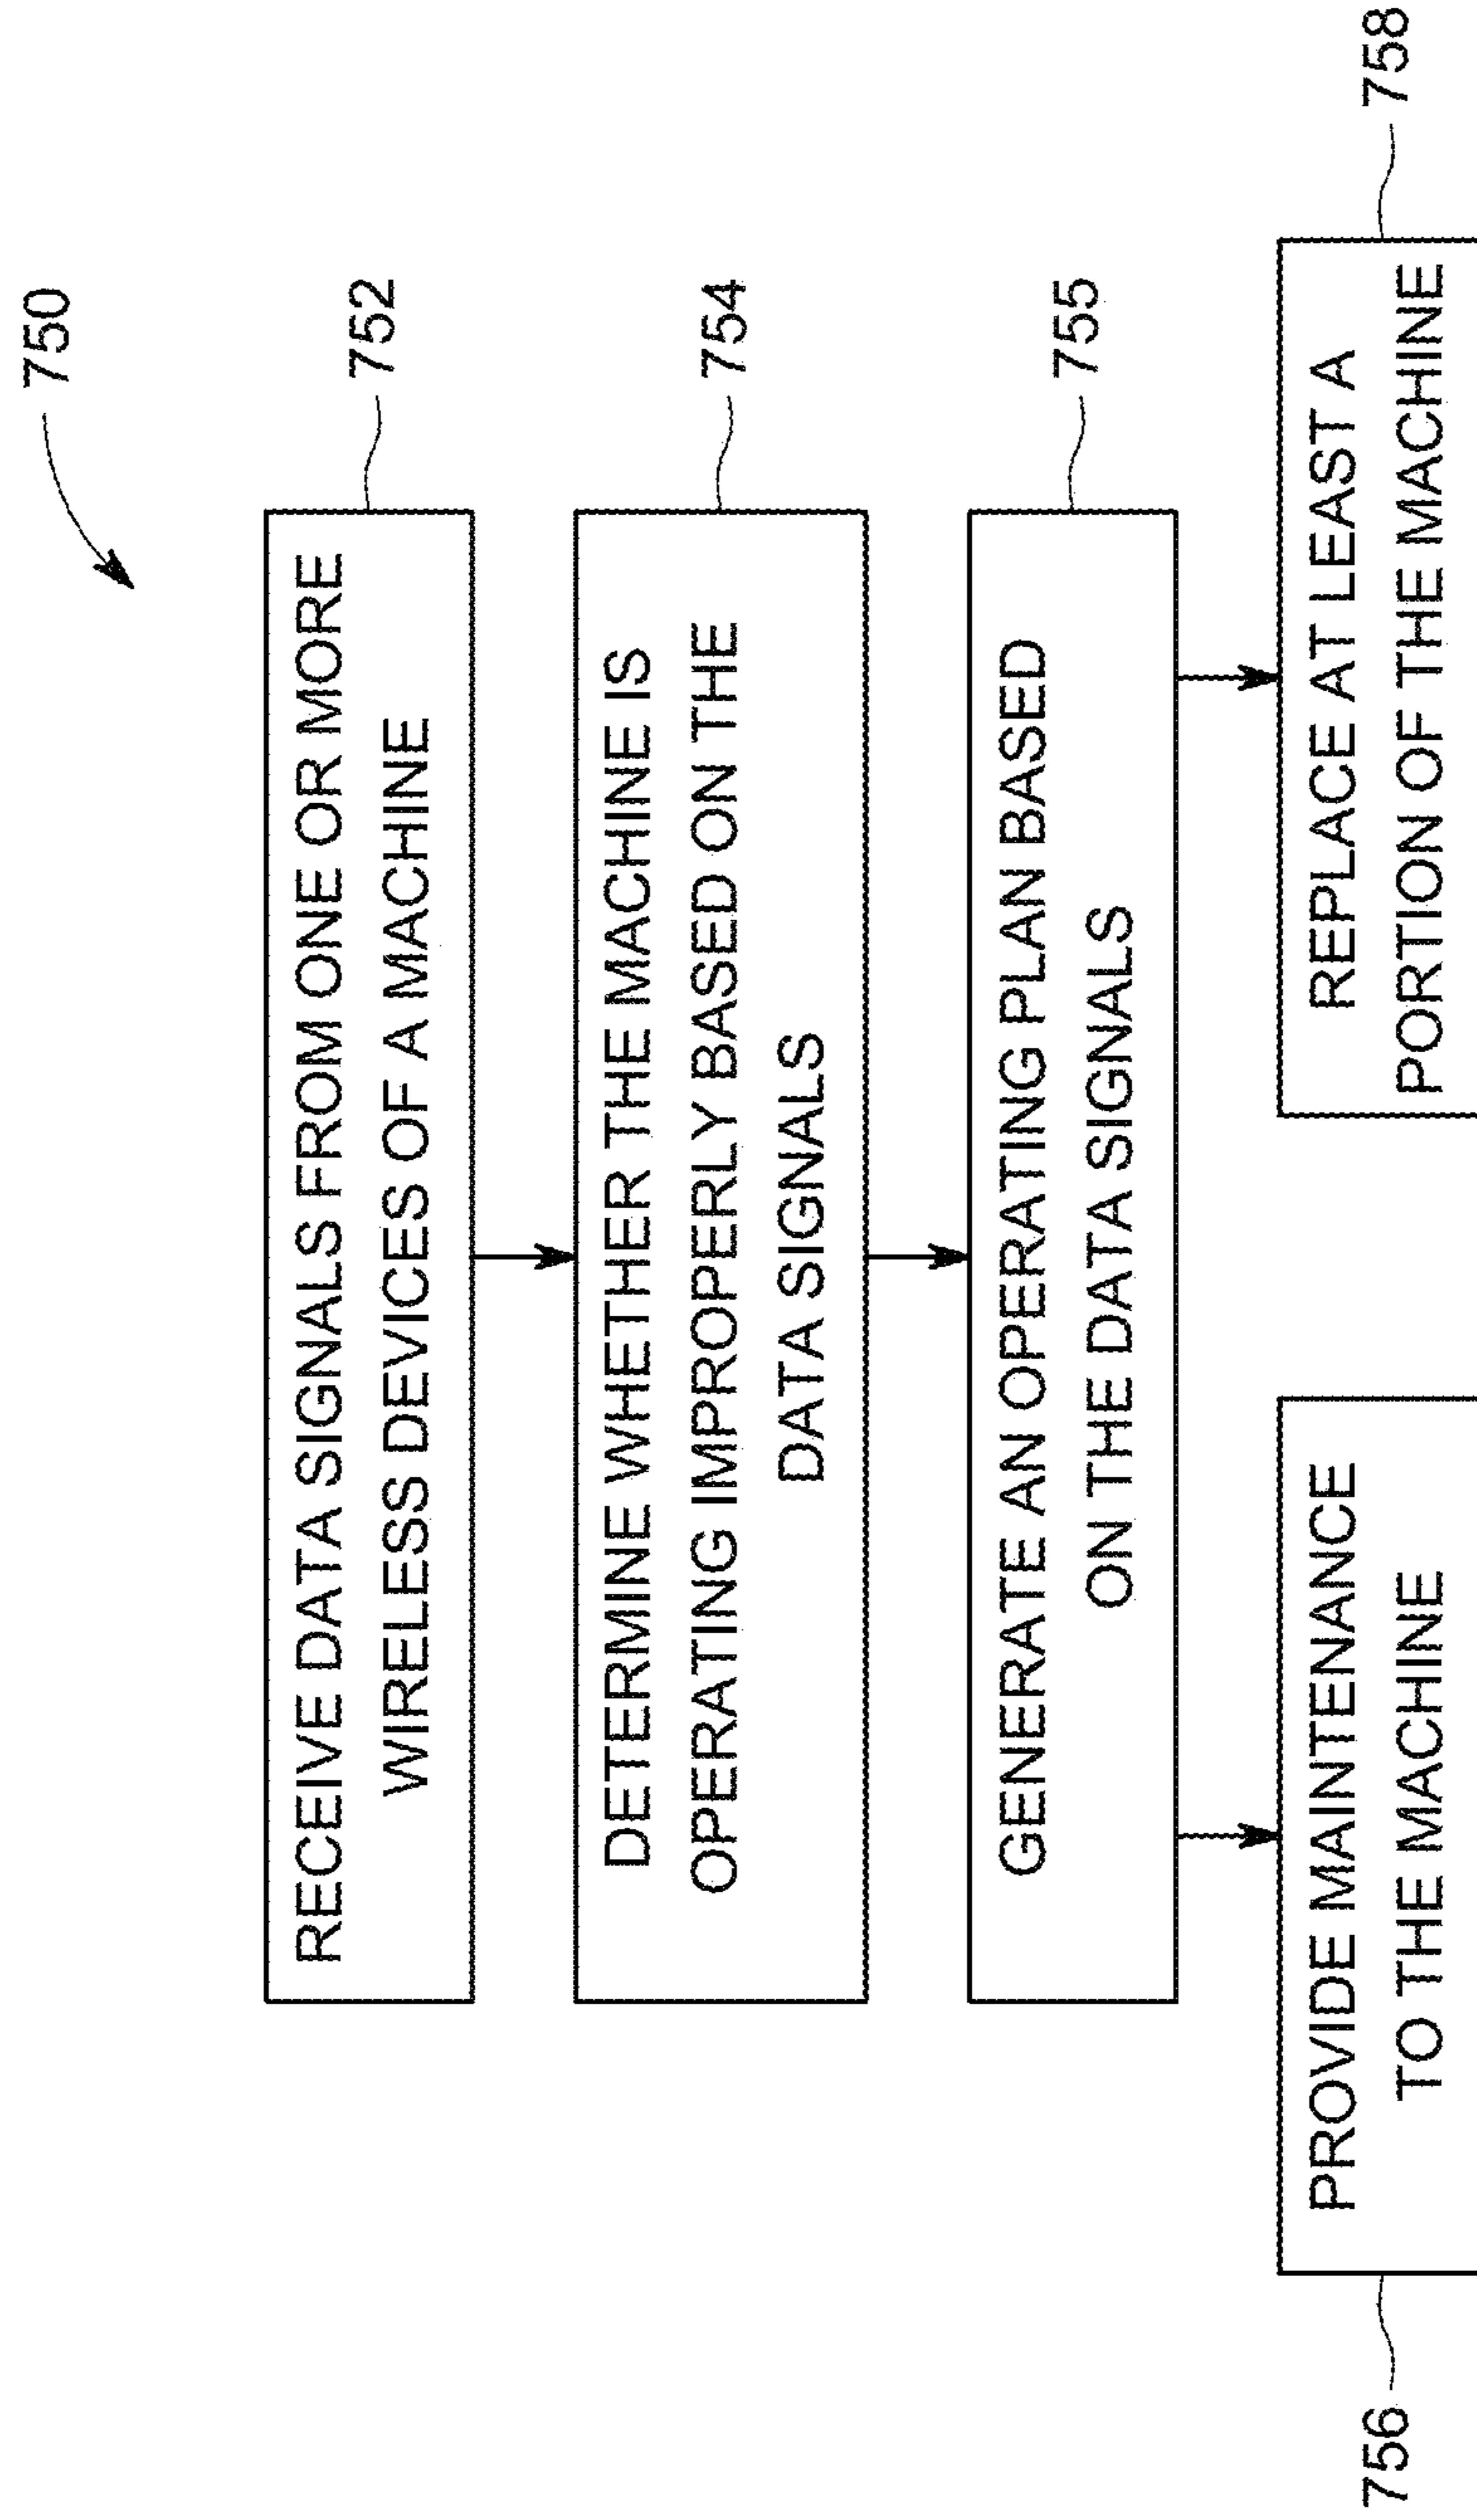 750
RECEIVE DATA SIGNALS FROM ONE OR MORE
WIRELESS DEVICES OF A MACHINE
752
DETERMINE WHETHER THE MACHINE IS
OPERATING IMPROPERLY BASED ON THE
DATA SIGNALS
754
GENERATE AN OPERATING PLAN BASED
ON THE DATA SIGNALS
755
756
PROVIDE MAINTENANCE
TO THE MACHINE
REPLACE AT LEAST A
PORTION OF THE MACHINE
758